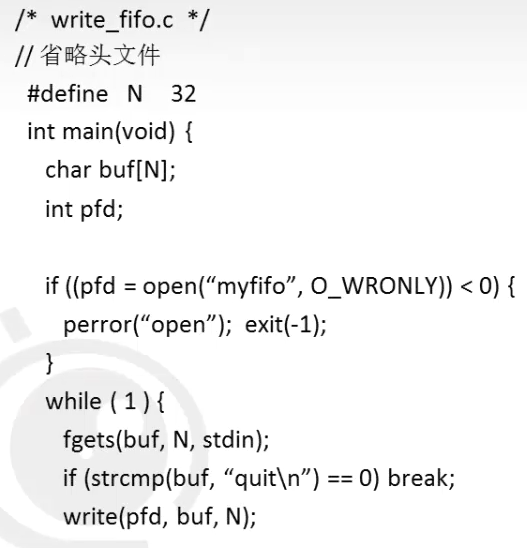 /* write_fifo.c */
// 省略头文件
#define N 32
int main(void) {
char buf[N];
int pfd;
if ((pfd = open(“myfifo”, O_WRONLY)) < 0) {
perror(“open”); exit(-1);
}
while ( 1 ) {
fgets(buf, N, stdin);
if (strcmp(buf, “quit\n”) == 0) break;
write(pfd, buf, N);